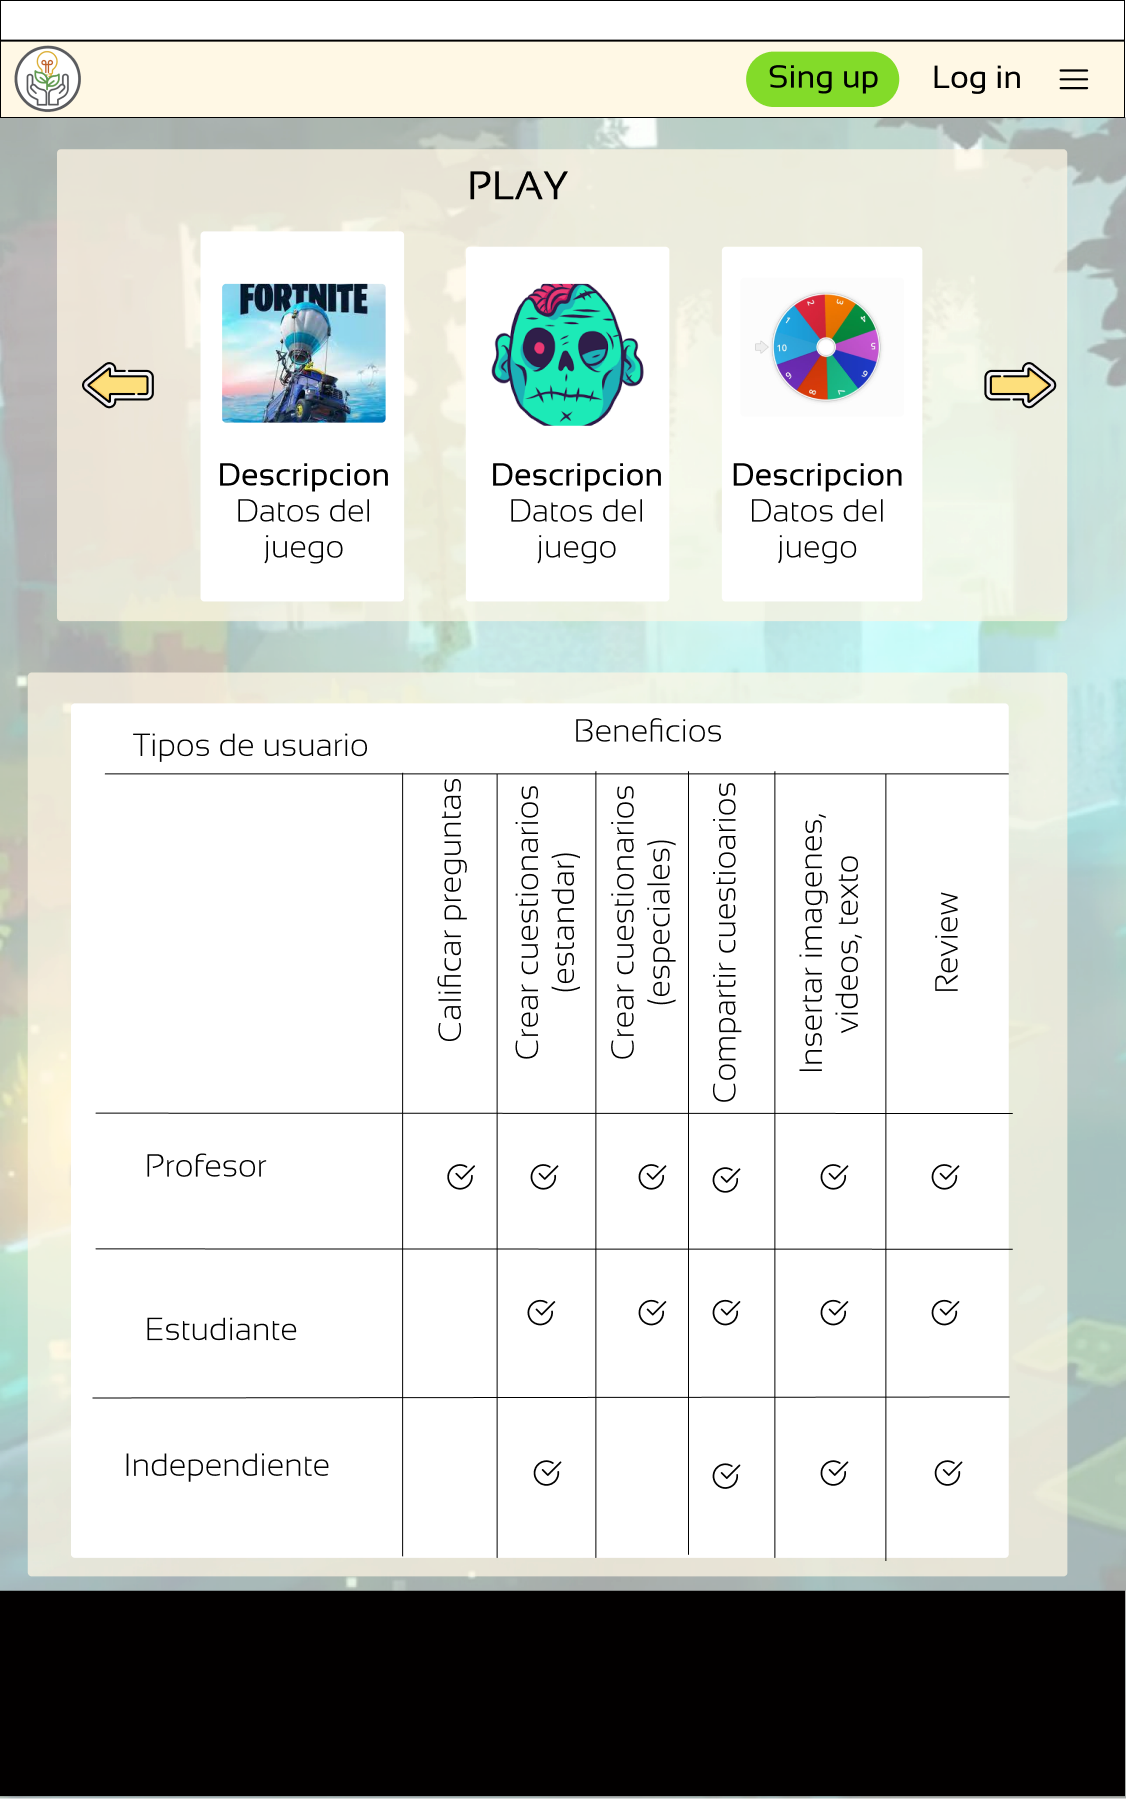 Sing up
Log in
PLAY
FORTNITE
1
2
3
4
5
6
7
8
9
10
Descripcion
Datos del
juego
Descripcion
Datos del
juego
Descripcion
Datos del
juego
Tipos de usuario
Beneficios
Calificar preguntas
Crear cuestionarios
(estandar)
Crear cuestionarios
(especiales)
Compartir cuestioarios
Insertar imagenes,
videos, texto
Review
Profesor
Estudiante
Independiente